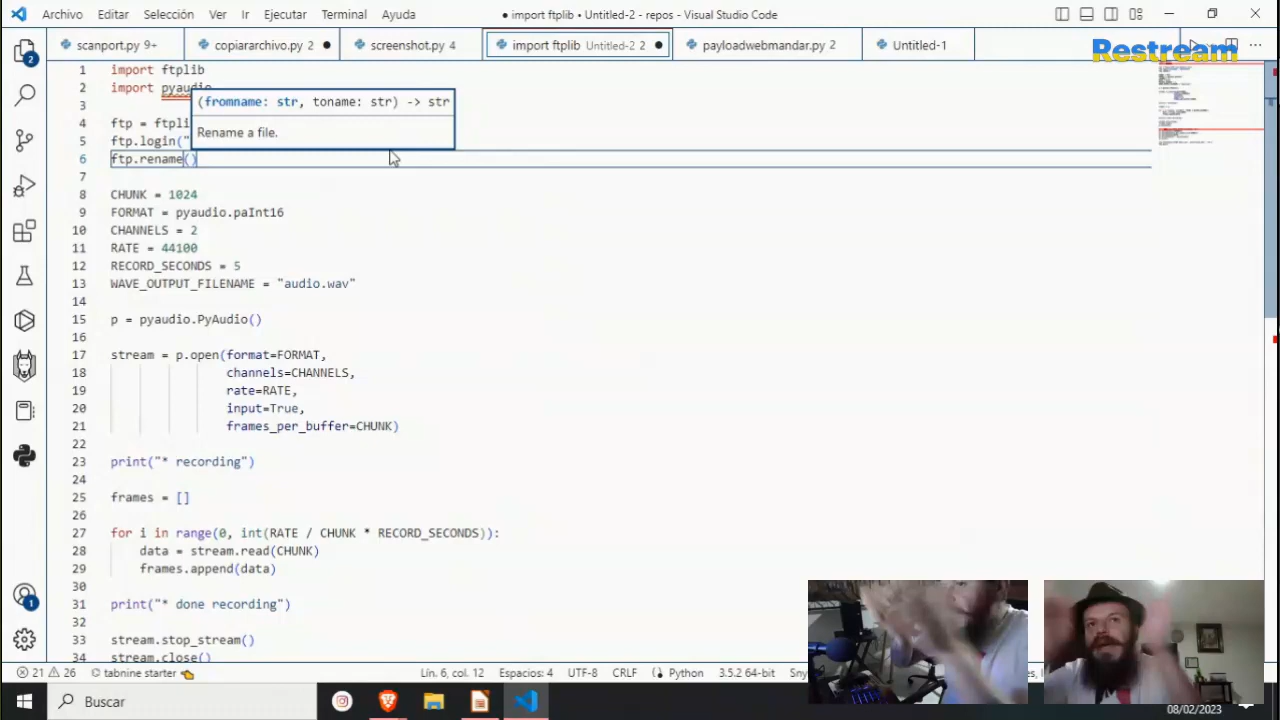 Archivo Editar Selección Ver Ir Ejecutar Terminal Ayuda
● import ftplib • Untitled-2 - repos - Visual Studio Code
scanport.py 9+
copiarchivo.py 2
screenshot.py 4
import ftplib Untitled-2 2
payloadwebmandar.py 2
Untitled-1
Restream
1 import ftplib
2 import pyaudio
(fromname: str, toname: str) -> str
3
Rename a file.
4 ftp = ftpli
5 ftp.login("
6 ftp.rename()
7
8 CHUNK = 1024
9 FORMAT = pyaudio.paInt16
10 CHANNELS = 2
11 RATE = 44100
12 RECORD_SECONDS = 5
13 WAVE_OUTPUT_FILENAME = "audio.wav"
14
15 p = pyaudio.PyAudio()
16
17 stream = p.open(format=FORMAT,
18 channels=CHANNELS,
19 rate=RATE,
20 input=True,
21 frames_per_buffer=CHUNK)
22
23 print("* recording")
24
25 frames = []
26
27 for i in range(0, int(RATE / CHUNK * RECORD_SECONDS)):
28 data = stream.read(CHUNK)
29 frames.append(data)
30
31 print("* done recording")
32
33 stream.stop_stream()
34 stream.close()
2
1
21 26 tabnine starter
Lín. 6, col. 12 Espacios: 4 UTF-8 CRLF Python 3.5.2 64-bit
Buscar
08/02/2023